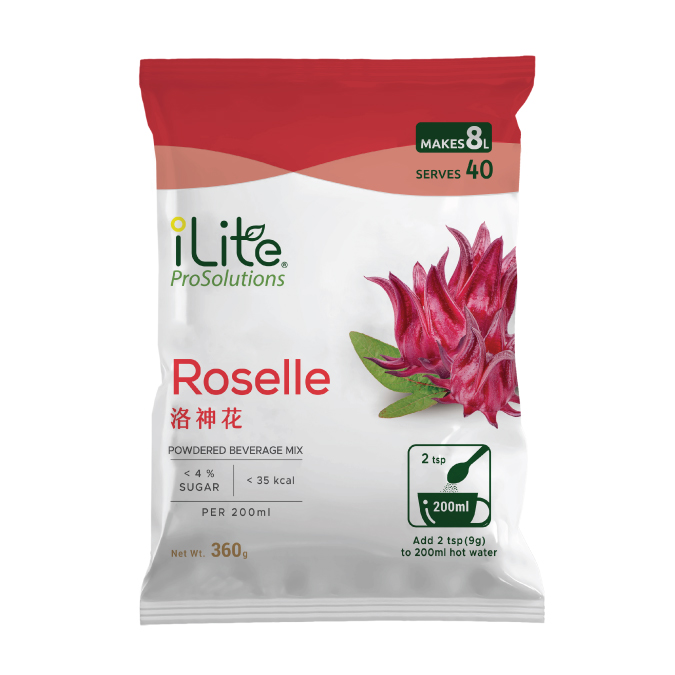 MAKES 8L
SERVES 40
iLite®
ProSolutions
Roselle
洛神花
POWDERED BEVERAGE MIX
< 4 %
SUGAR
< 35 kcal
PER 200ml
Net Wt. 360g
2 tsp
200ml
Add 2 tsp(9g)
to 200ml hot water